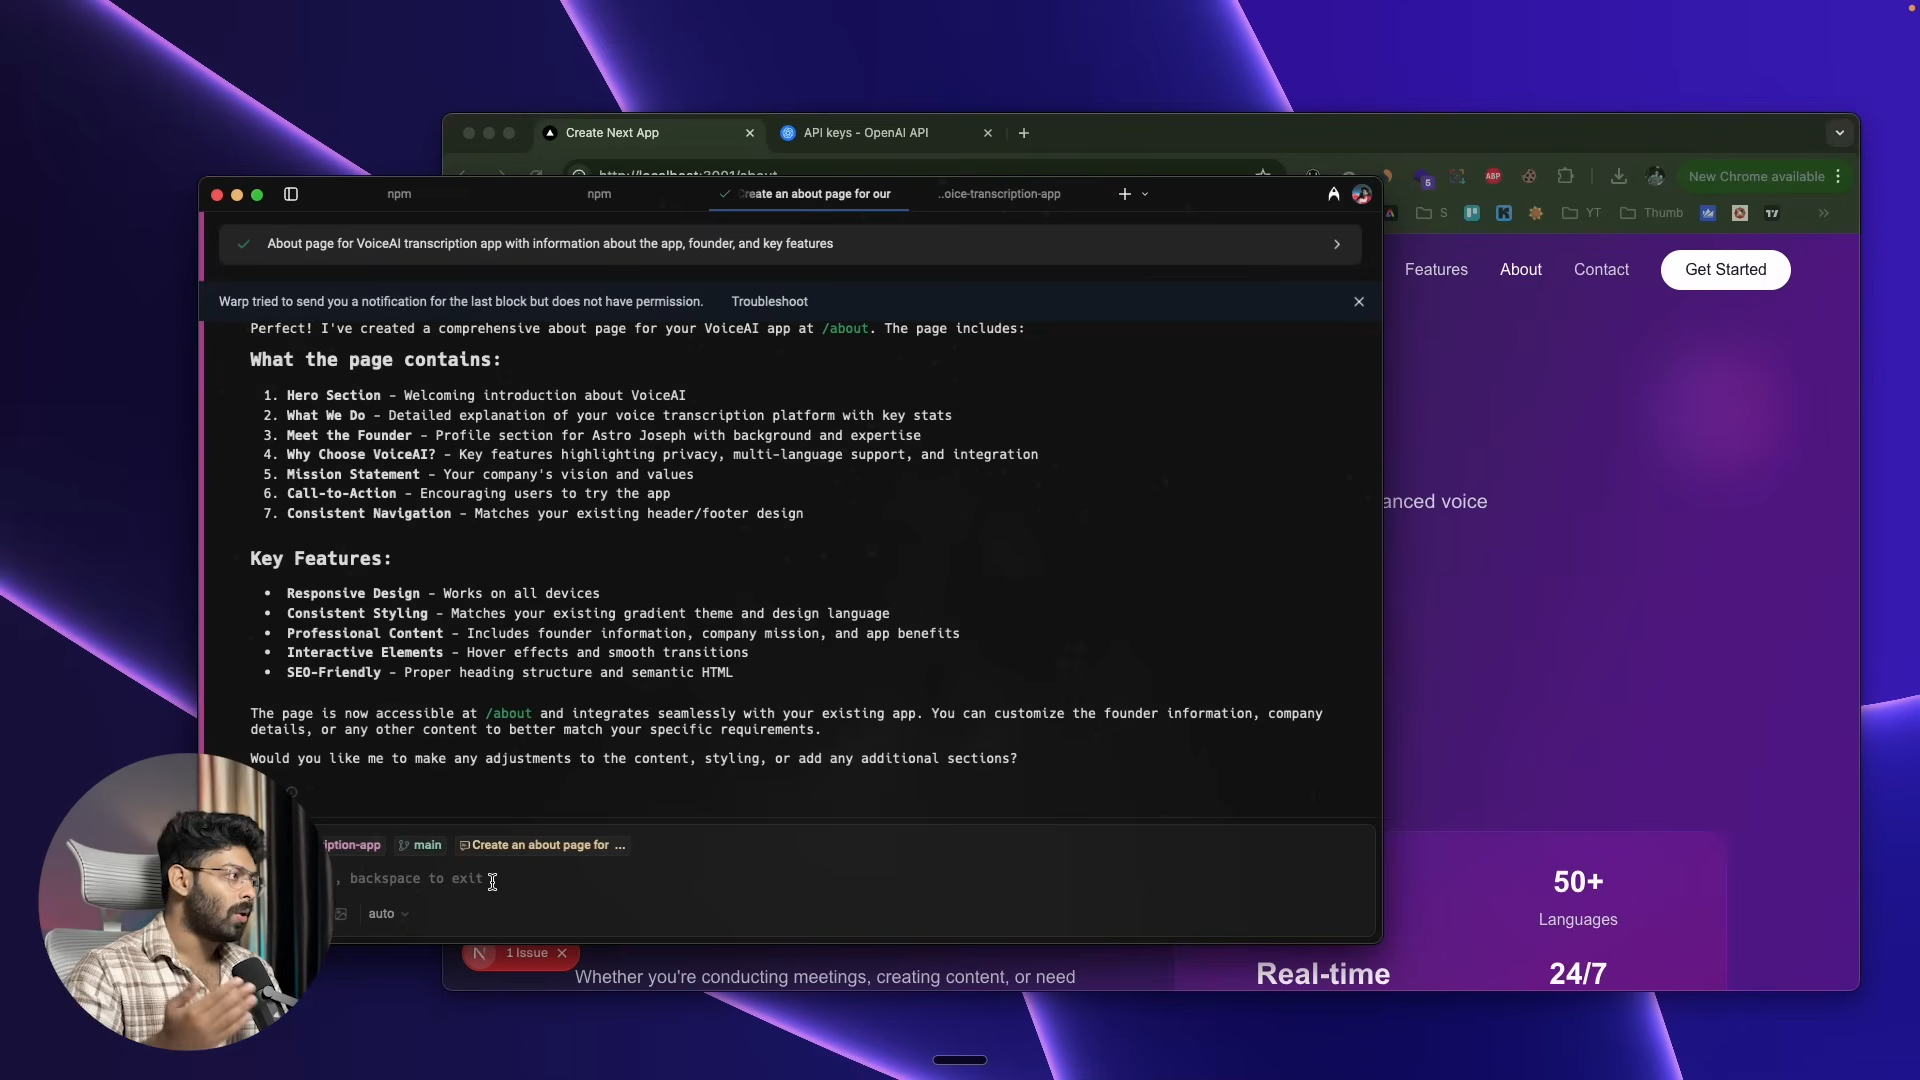 Create Next App
API keys - OpenAI API
5
ABP
New Chrome available
npm
npm
Create an about page for our
..oice-transcription-app
S
YT
Thumb
About page for VoiceAI transcription app with information about the app, founder, and key features
Features
About
Contact
Get Started
Warp tried to send you a notification for the last block but does not have permission.
Troubleshoot
Perfect! I've created a comprehensive about page for your VoiceAI app at /about. The page includes:
What the page contains:
1. Hero Section - Welcoming introduction about VoiceAI
2. What We Do - Detailed explanation of your voice transcription platform with key stats
3. Meet the Founder - Profile section for Astro Joseph with background and expertise
4. Why Choose VoiceAI? - Key features highlighting privacy, multi-language support, and integration
5. Mission Statement - Your company's vision and values
6. Call-to-Action - Encouraging users to try the app
7. Consistent Navigation - Matches your existing header/footer design
anced voice
Key Features:
• Responsive Design - Works on all devices
• Consistent Styling - Matches your existing gradient theme and design language
• Professional Content - Includes founder information, company mission, and app benefits
• Interactive Elements - Hover effects and smooth transitions
• SEO-Friendly - Proper heading structure and semantic HTML
The page is now accessible at /about and integrates seamlessly with your existing app. You can customize the founder information, company
details, or any other content to better match your specific requirements.
Would you like me to make any adjustments to the content, styling, or add any additional sections?
iption-app
main
Create an about page for ...
, backspace to exit
auto
50+
Languages
N 1 Issue
Whether you're conducting meetings, creating content, or need
Real-time
24/7